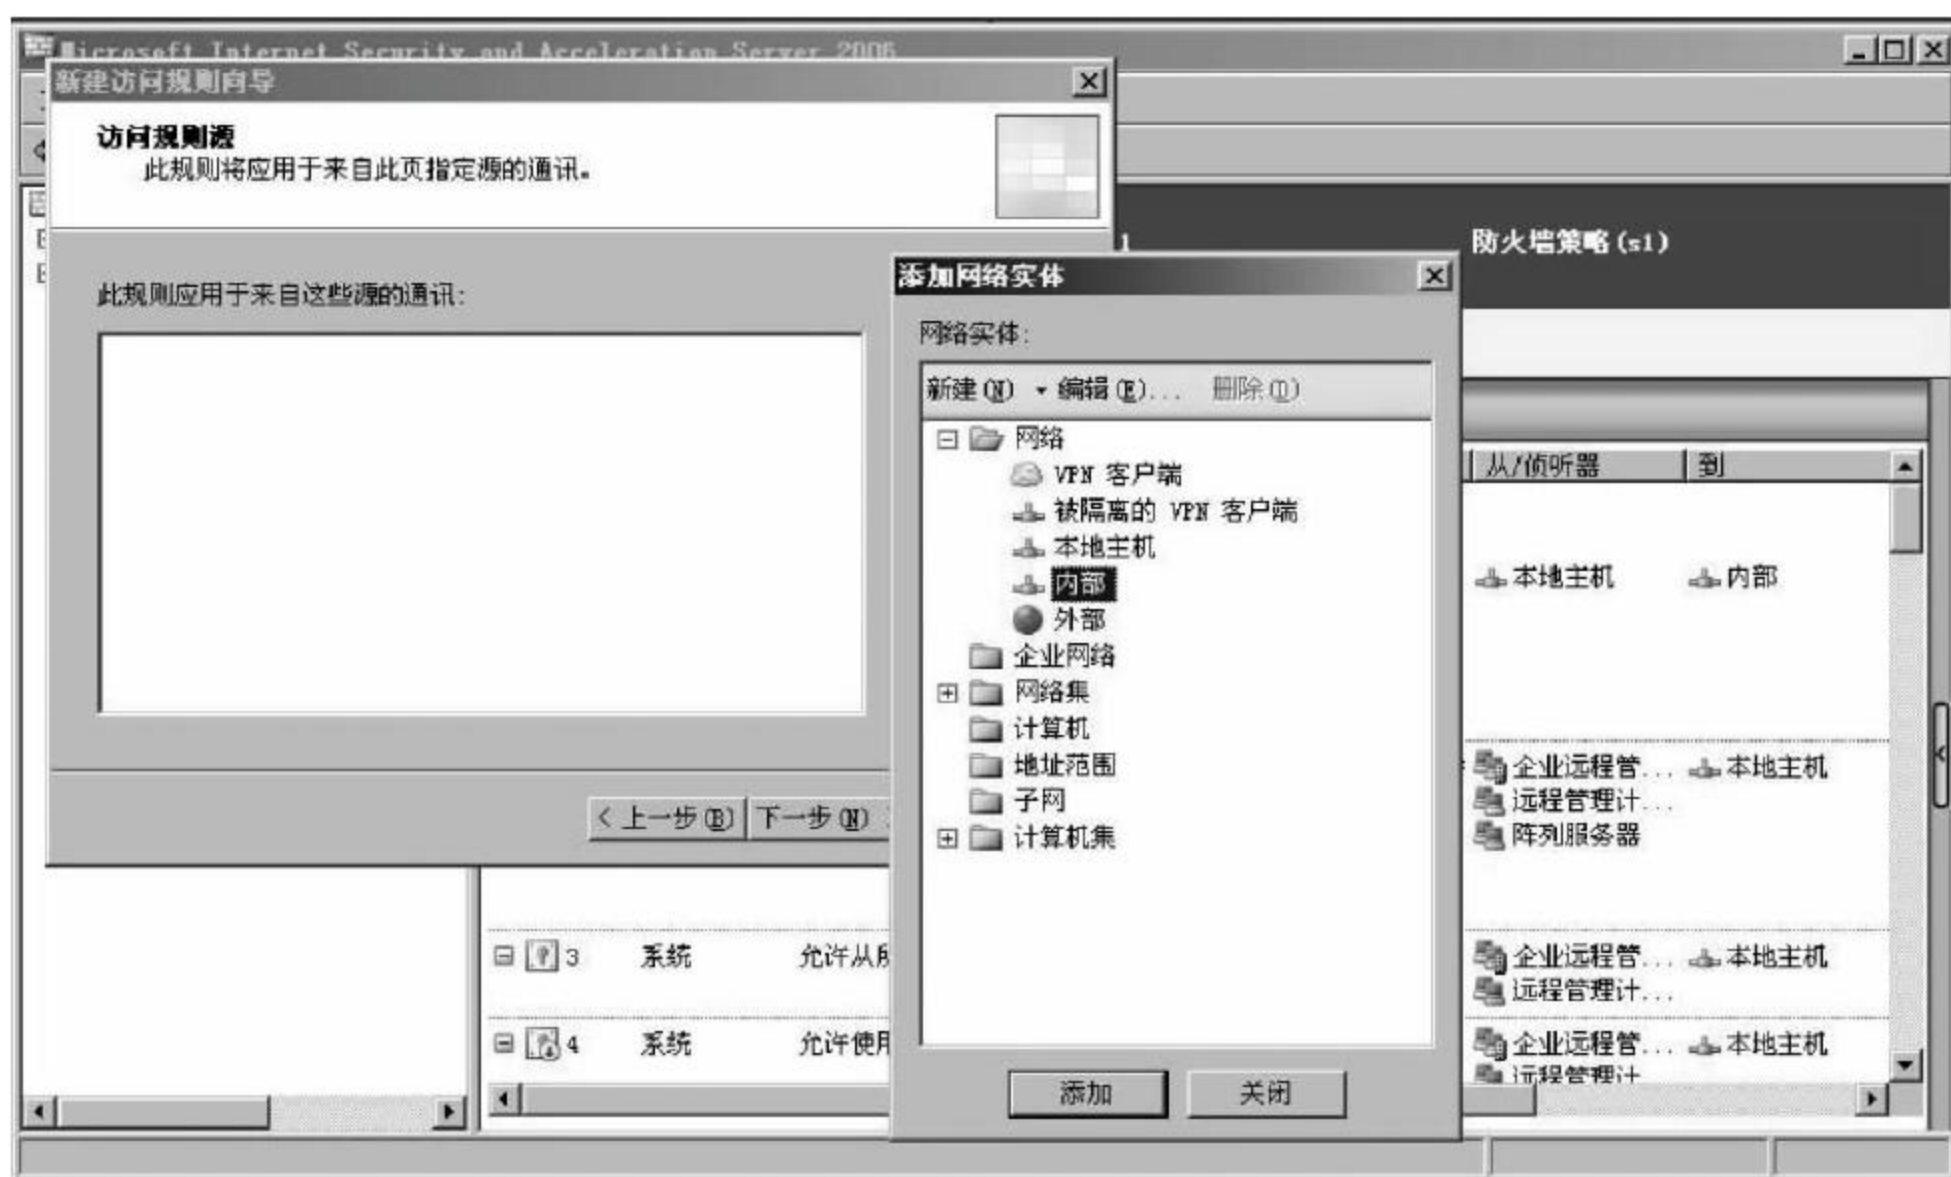 Microsoft Internet Security and Acceleration Server 2006
新建访问规则向导
访问规则源
此规则将应用于来自此页指定源的通讯。
此规则应用于来自这些源的通讯:
< 上一步(B)
下一步(N)
防火墙策略(s1)
添加网络实体
网络实体:
新建(N) 编辑(E)... 删除(D)
网络
VPN 客户端
被隔离的 VPN 客户端
本地主机
内部
外部
企业网络
网络集
计算机
地址范围
子网
计算机集
添加 关闭
从/侦听器 到
本地主机 内部
企业远程管... 本地主机
远程管理计...
阵列服务器
3 系统 允许从
企业远程管... 本地主机
远程管理计...
4 系统 允许使用
企业远程管... 本地主机
远程管理计